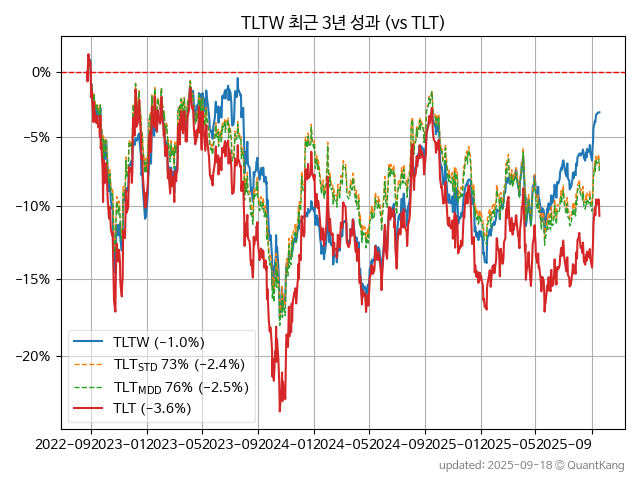 TLTW 최근 3년 성과 (vs TLT)
0%
−5%
−10%
−15%
−20%
TLTW (−1.0%)
TLT_STD 73% (−2.4%)
TLT_MDD 76% (−2.5%)
TLT (−3.6%)
2022-09 2023-01 2023-05 2023-09 2024-01 2024-05 2024-09 2025-01 2025-05 2025-09
updated: 2025-09-18 © QuantKang